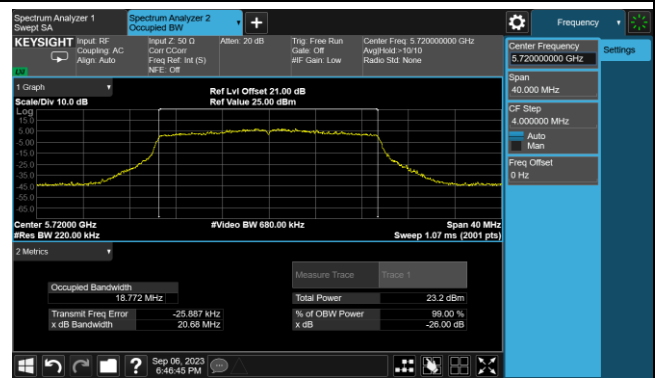 Spectrum Analyzer 1
Swept SA
Spectrum Analyzer 2
Occupied BW
Frequency
KEYSIGHT
Input: RF
Coupling: AC
Align: Auto
Input Z: 50 Ω
Corr CCorr
Freq Ref: Int (S)
NFE: Off
Atten: 20 dB
Trig: Free Run
Gate: Off
#IF Gain: Low
Center Freq: 5.720000000 GHz
Avg|Hold:>10/10
Radio Std: None
Center Frequency
5.720000000 GHz
Settings
Span
40.000 MHz
CF Step
4.000000 MHz
Auto
Man
Freq Offset
0 Hz
1 Graph
Scale/Div 10.0 dB
Ref Lvl Offset 21.00 dB
Ref Value 25.00 dBm
Log
15.0
5.00
-5.00
-15.0
-25.0
-35.0
-45.0
-55.0
-65.0
Center 5.72000 GHz
#Video BW 680.00 kHz
Span 40 MHz
#Res BW 220.00 kHz
Sweep 1.07 ms (2001 pts)
2 Metrics
Measure Trace
Trace 1
Occupied Bandwidth
18.772 MHz
Total Power
23.2 dBm
Transmit Freq Error
-25.887 kHz
% of OBW Power
99.00 %
x dB Bandwidth
20.68 MHz
x dB
-26.00 dB
?
Sep 06, 2023
6:46:45 PM